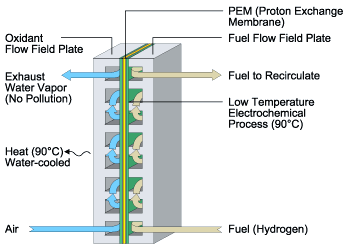 PEM (Proton Exchange
Membrane)
Oxidant
Flow Field Plate
Fuel Flow Field Plate
Exhaust
Water Vapor
(No Pollution)
Fuel to Recirculate
Low Temperature
Electrochemical
Process (90°C)
Heat (90°C)
Water-cooled
Air
Fuel (Hydrogen)